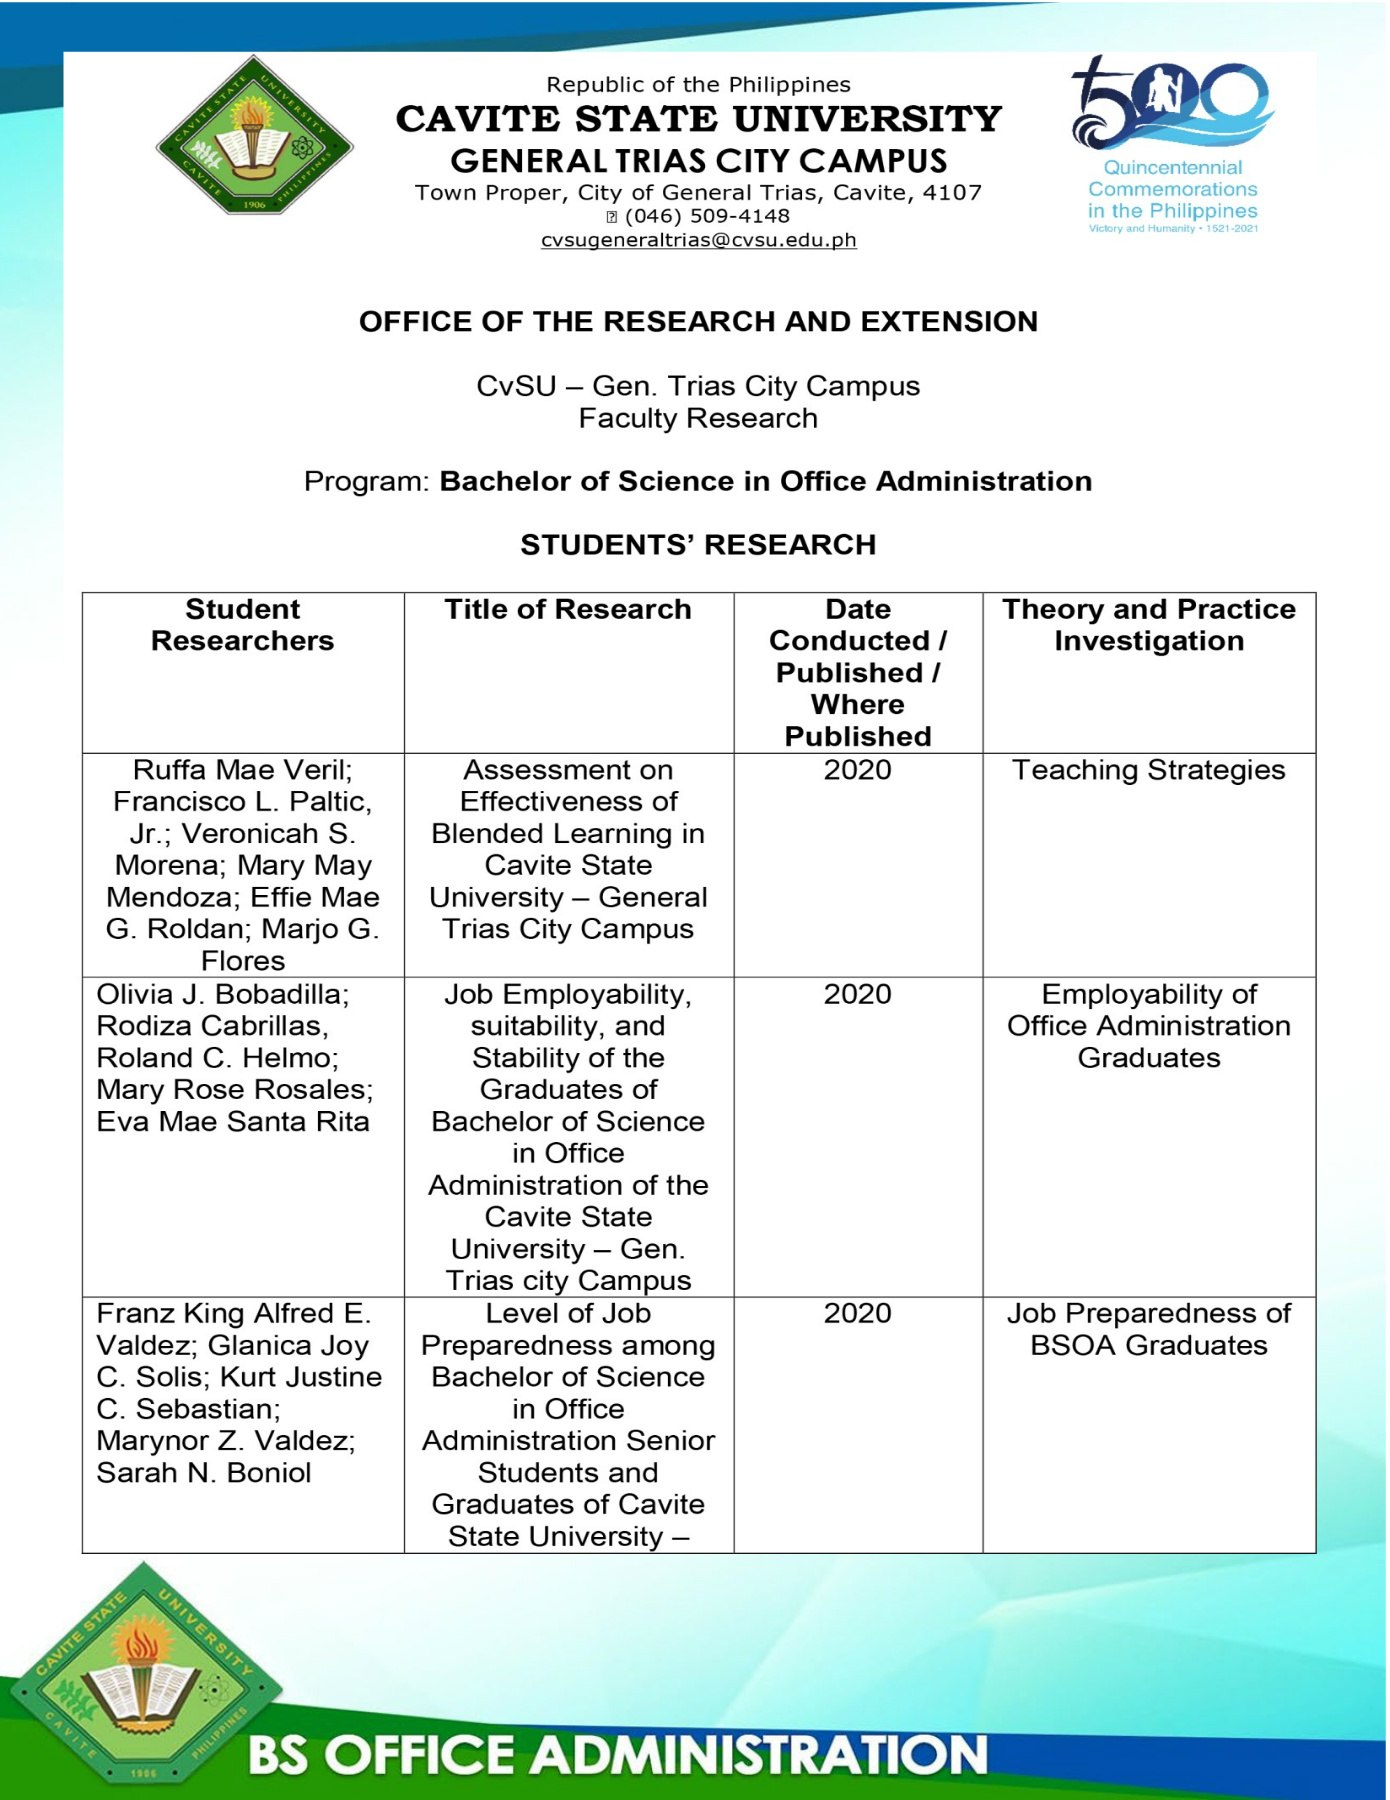 Republic of the Philippines
CAVITE STATE UNIVERSITY
GENERAL TRIAS CITY CAMPUS
Town Proper, City of General Trias, Cavite, 4107
(046) 509-4148
cvsugeneraltrias@cvsu.edu.ph
CAVITE STATE UNIVERSITY
CAVITE PHILIPPINES
1906
500
Quincentennial
Commemorations
in the Philippines
Victory and Humanity • 1521-2021
OFFICE OF THE RESEARCH AND EXTENSION
CvSU – Gen. Trias City Campus
Faculty Research
Program: Bachelor of Science in Office Administration
STUDENTS’ RESEARCH
Student
Researchers
Title of Research
Date
Conducted /
Published /
Where
Published
Theory and Practice
Investigation
Ruffa Mae Veril;
Francisco L. Paltic,
Jr.; Veronicah S.
Morena; Mary May
Mendoza; Effie Mae
G. Roldan; Marjo G.
Flores
Assessment on
Effectiveness of
Blended Learning in
Cavite State
University – General
Trias City Campus
2020
Teaching Strategies
Olivia J. Bobadilla;
Rodiza Cabrillas,
Roland C. Helmo;
Mary Rose Rosales;
Eva Mae Santa Rita
Job Employability,
suitability, and
Stability of the
Graduates of
Bachelor of Science
in Office
Administration of the
Cavite State
University – Gen.
Trias city Campus
2020
Employability of
Office Administration
Graduates
Franz King Alfred E.
Valdez; Glanica Joy
C. Solis; Kurt Justine
C. Sebastian;
Marynor Z. Valdez;
Sarah N. Boniol
Level of Job
Preparedness among
Bachelor of Science
in Office
Administration Senior
Students and
Graduates of Cavite
State University –
2020
Job Preparedness of
BSOA Graduates
CAVITE STATE UNIVERSITY
CAVITE PHILIPPINES
1906
BS OFFICE ADMINISTRATION